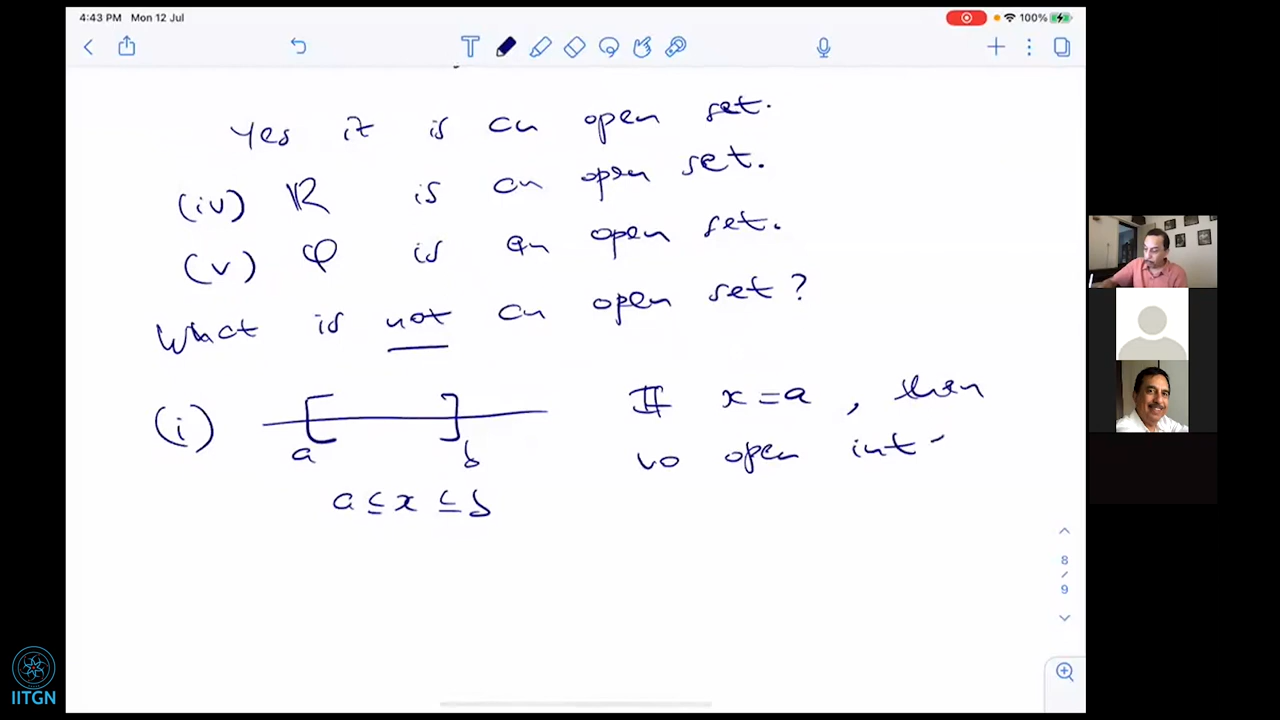 4:43 PM Mon 12 Jul
100%
Yes it is an open set.
(iv) ℝ is an open set.
(v) φ is an open set.
What is not an open set?
(i)
a b
a ≤ x ≤ b
If x = a, then
no open int
8
/
9
IITGN